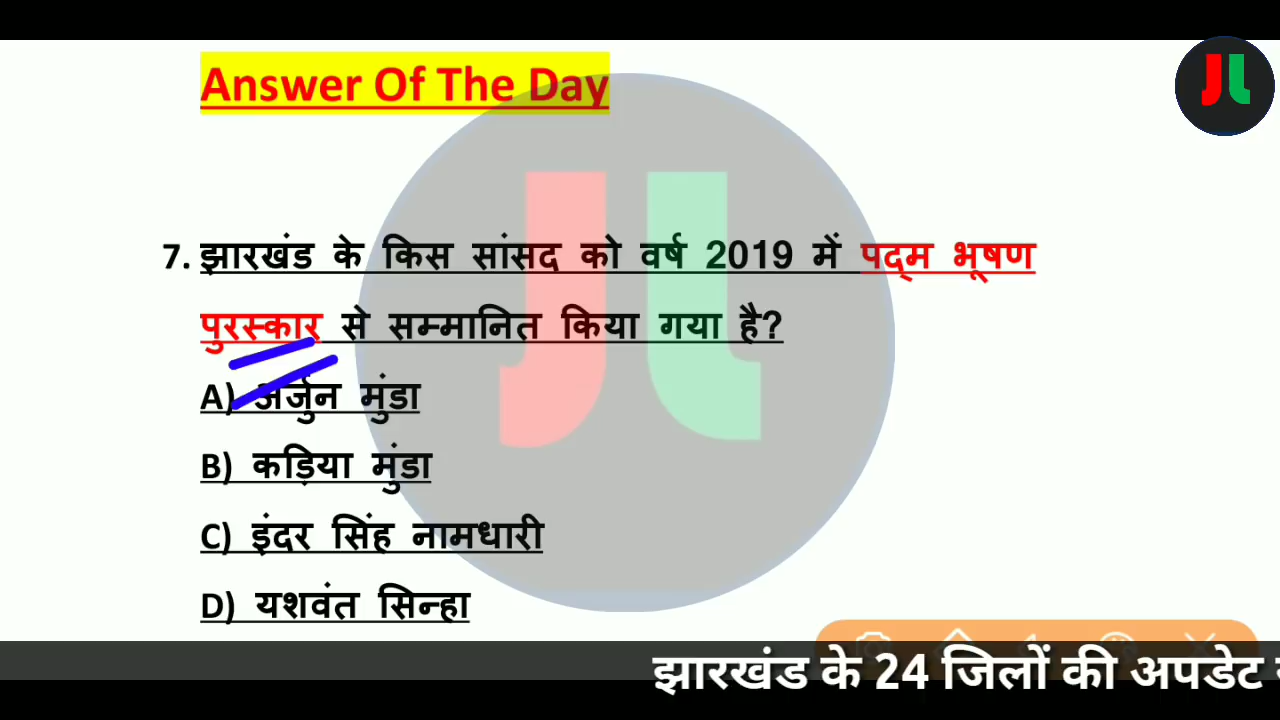 Answer Of The Day
7. झारखंड के किस सांसद को वर्ष 2019 में पद्म भूषण
पुरस्कार से सम्मानित किया गया है?
A) अर्जुन मुंडा
B) कड़िया मुंडा
C) इंदर सिंह नामधारी
D) यशवंत सिन्हा
झारखंड के 24 जिलों की अपडेट